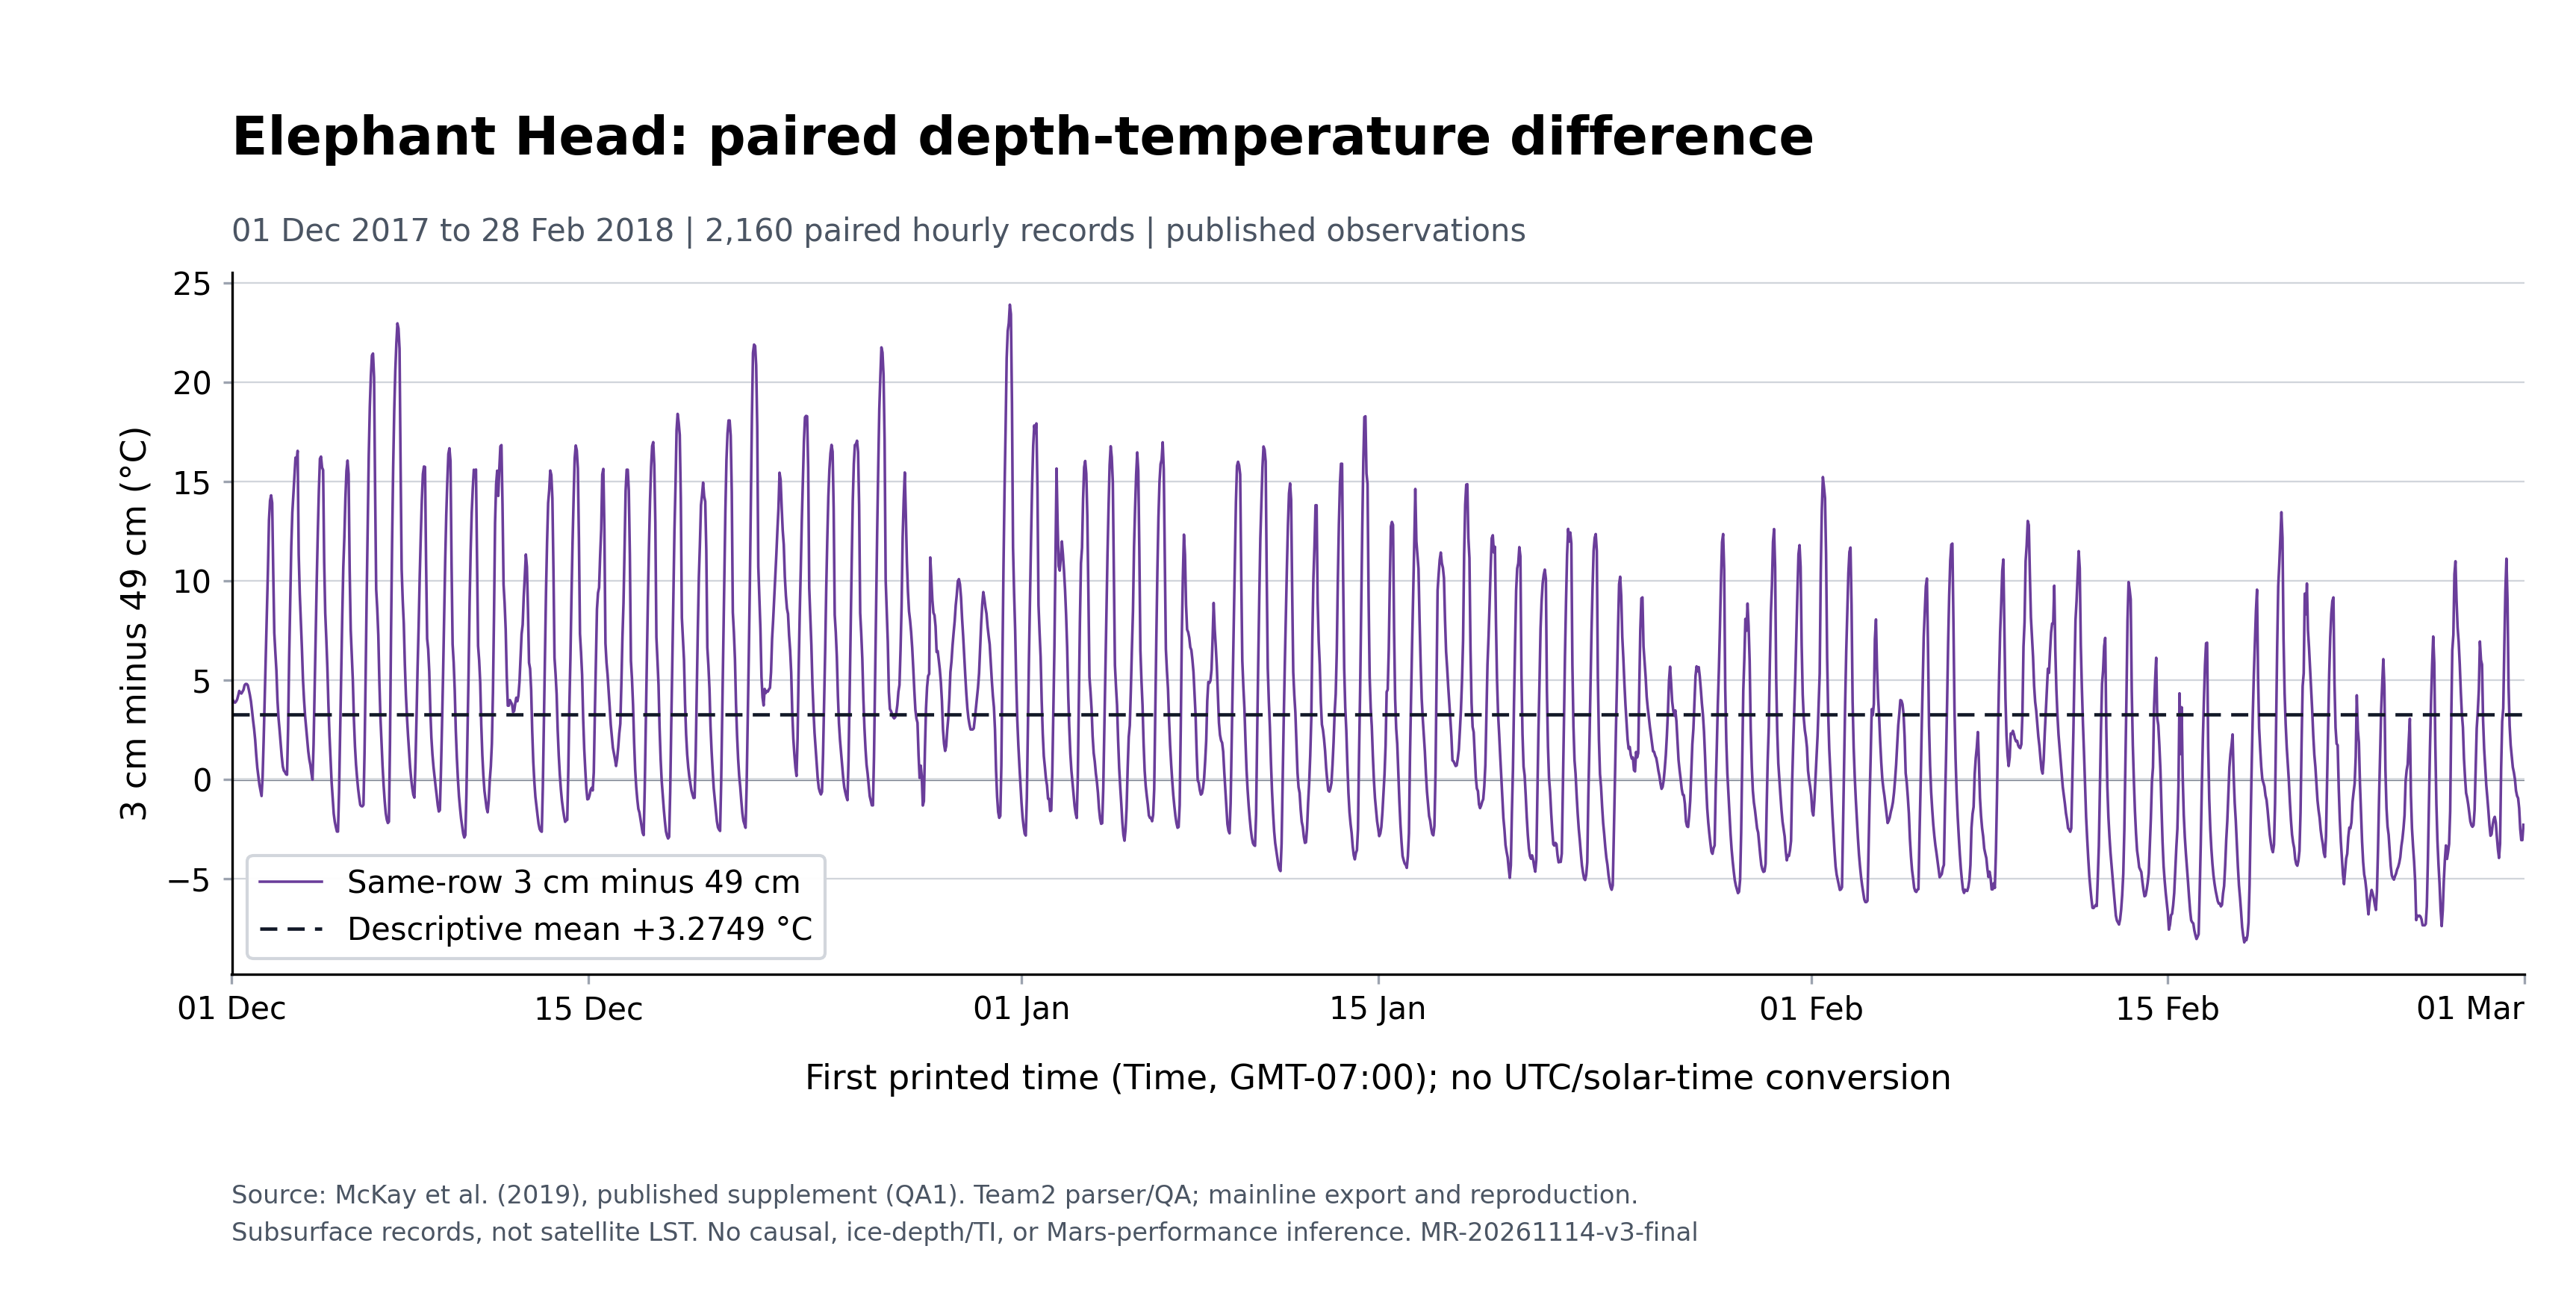 Elephant Head: paired depth-temperature difference
01 Dec 2017 to 28 Feb 2018 | 2,160 paired hourly records | published observations
3 cm minus 49 cm (°C)
25
20
15
10
5
0
−5
Same-row 3 cm minus 49 cm
Descriptive mean +3.2749 °C
01 Dec
15 Dec
01 Jan
15 Jan
01 Feb
15 Feb
01 Mar
First printed time (Time, GMT-07:00); no UTC/solar-time conversion
Source: McKay et al. (2019), published supplement (QA1). Team2 parser/QA; mainline export and reproduction.
Subsurface records, not satellite LST. No causal, ice-depth/TI, or Mars-performance inference. MR-20261114-v3-final